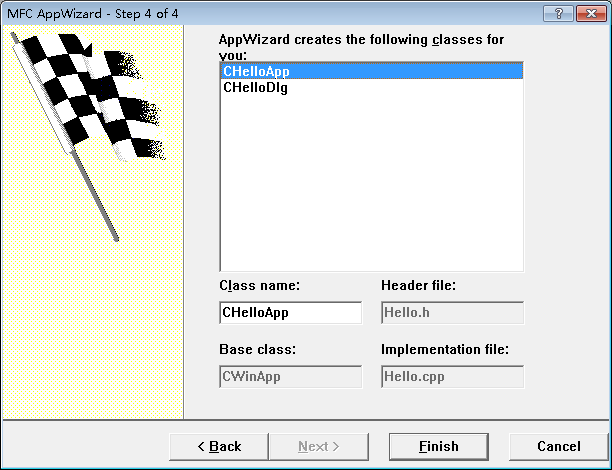 MFC AppWizard - Step 4 of 4
AppWizard creates the following classes for
you:
CHelloApp
CHelloDlg
Class name:
Header file:
CHelloApp
Hello.h
Base class:
Implementation file:
CWinApp
Hello.cpp
< Back
Next >
Finish
Cancel